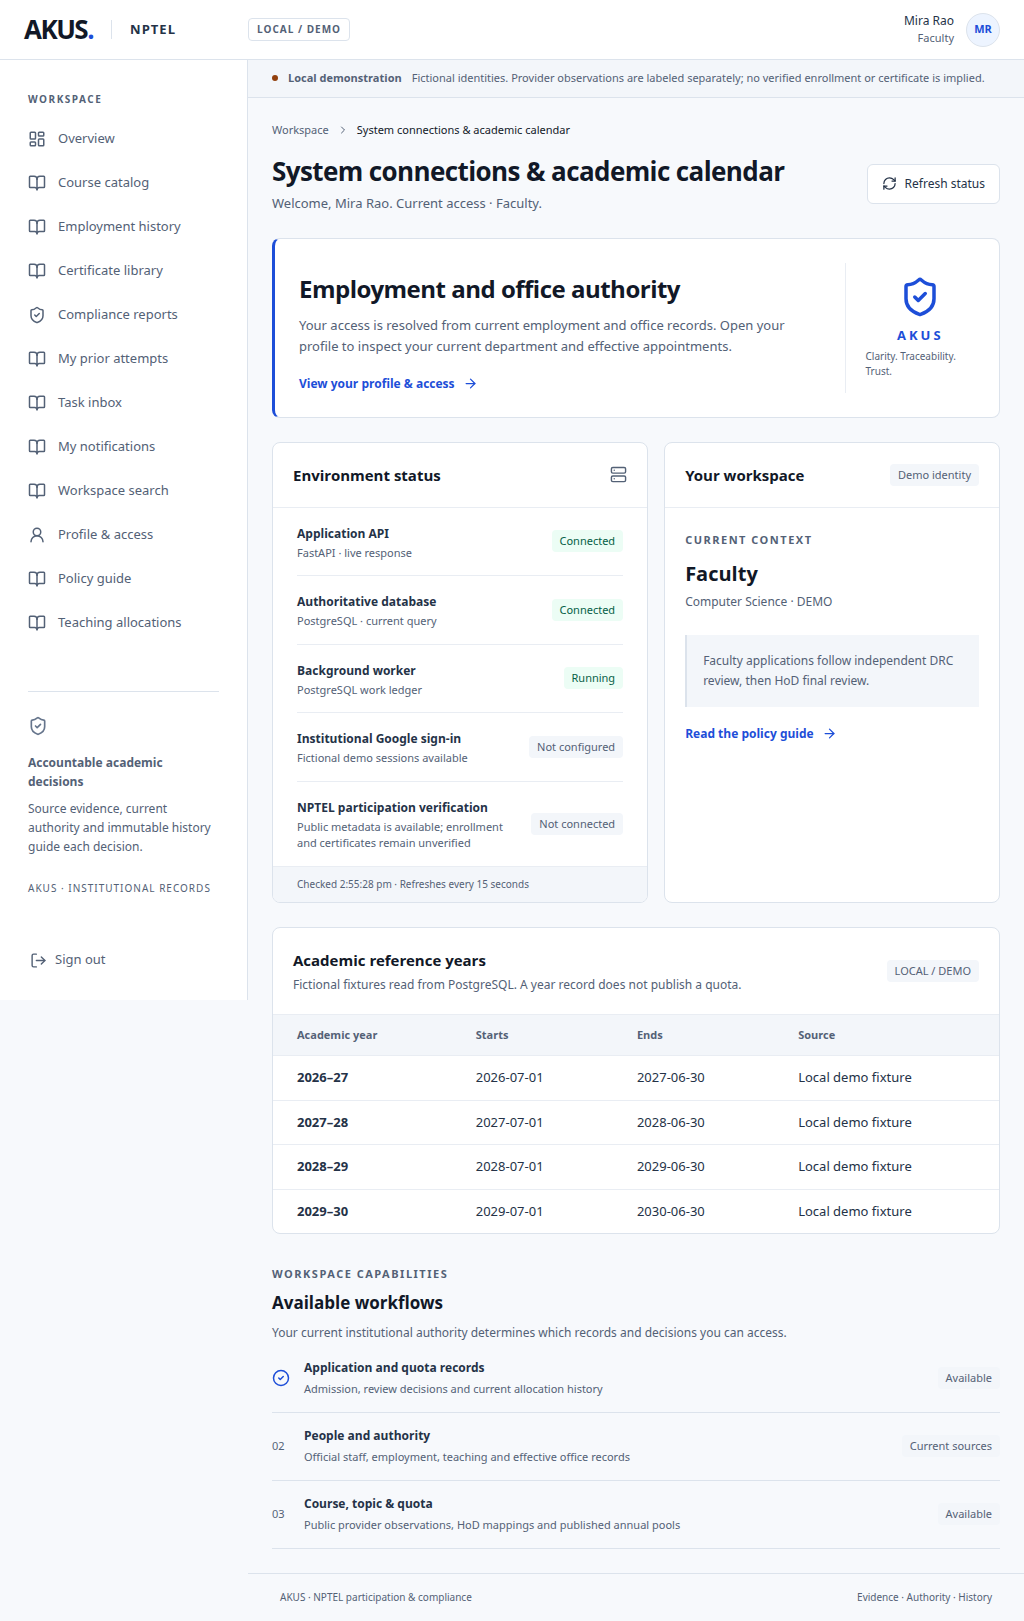 AKUS.
NPTEL
LOCAL / DEMO
Mira Rao
Faculty
MR
WORKSPACE
Overview
Course catalog
Employment history
Certificate library
Compliance reports
My prior attempts
Task inbox
My notifications
Workspace search
Profile & access
Policy guide
Teaching allocations
Accountable academic
decisions
Source evidence, current
authority and immutable history
guide each decision.
AKUS · INSTITUTIONAL RECORDS
Sign out
Local demonstration Fictional identities. Provider observations are labeled separately; no verified enrollment or certificate is implied.
Workspace > System connections & academic calendar
System connections & academic calendar
Welcome, Mira Rao. Current access · Faculty.
Refresh status
Employment and office authority
Your access is resolved from current employment and office records. Open your
profile to inspect your current department and effective appointments.
View your profile & access
AKUS
Clarity. Traceability.
Trust.
Environment status
Application API
FastAPI · live response
Connected
Authoritative database
PostgreSQL · current query
Connected
Background worker
PostgreSQL work ledger
Running
Institutional Google sign-in
Fictional demo sessions available
Not configured
NPTEL participation verification
Public metadata is available; enrollment
and certificates remain unverified
Not connected
Checked 2:55:28 pm · Refreshes every 15 seconds
Your workspace
Demo identity
CURRENT CONTEXT
Faculty
Computer Science · DEMO
Faculty applications follow independent DRC
review, then HoD final review.
Read the policy guide
Academic reference years
Fictional fixtures read from PostgreSQL. A year record does not publish a quota.
LOCAL / DEMO
Academic year Starts Ends Source
2026–27 2026-07-01 2027-06-30 Local demo fixture
2027–28 2027-07-01 2028-06-30 Local demo fixture
2028–29 2028-07-01 2029-06-30 Local demo fixture
2029–30 2029-07-01 2030-06-30 Local demo fixture
WORKSPACE CAPABILITIES
Available workflows
Your current institutional authority determines which records and decisions you can access.
Application and quota records
Admission, review decisions and current allocation history
Available
02
People and authority
Official staff, employment, teaching and effective office records
Current sources
03
Course, topic & quota
Public provider observations, HoD mappings and published annual pools
Available
AKUS · NPTEL participation & compliance
Evidence · Authority · History